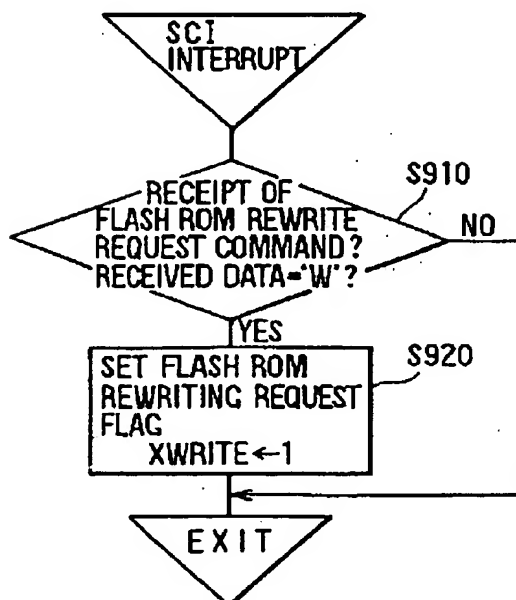 SCI
INTERRUPT
RECEIPT OF
FLASH ROM REWRITE
REQUEST COMMAND?
RECEIVED DATA="W"?
S910
NO
YES
SET FLASH ROM
REWRITING REQUEST
FLAG
XWRITE←1
S920
EXIT